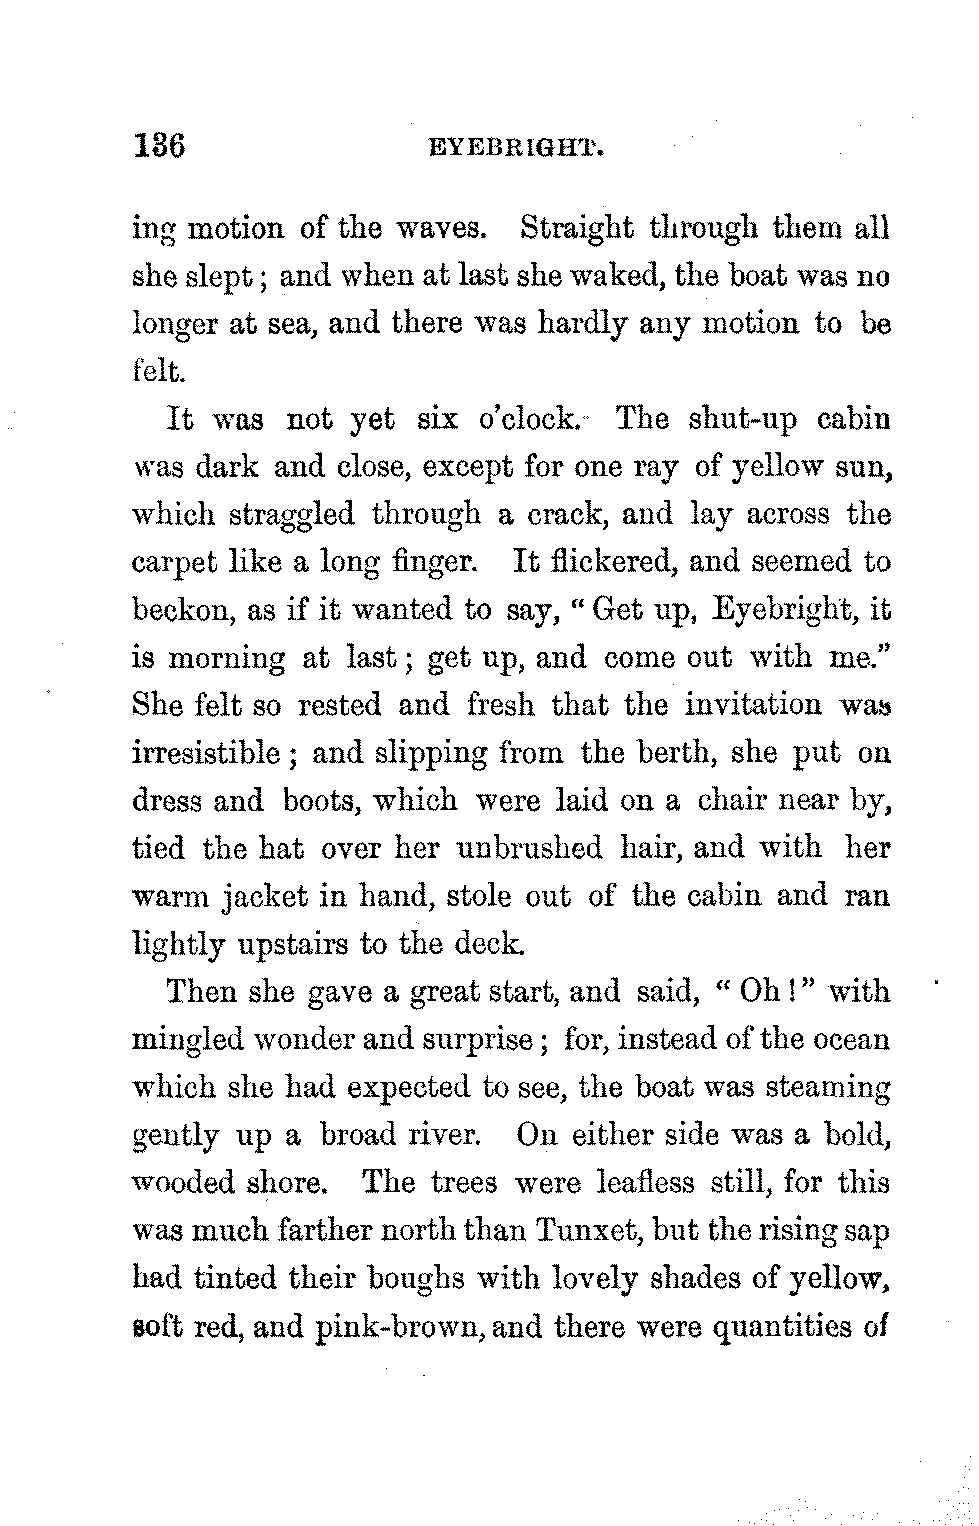 136 EYEBRIGHT.
ing motion of the waves. Straight through them all
she slept; and when at last she waked, the boat was no
longer at sea, and there was hardly any motion to be
felt.
It was not yet six o'clock. The shut-up cabin
was dark and close, except for one ray of yellow sun,
which straggled through a crack, and lay across the
carpet like a long finger. It flickered, and seemed to
beckon, as if it wanted to say, "Get up, Eyebright, it
is morning at last; get up, and come out with me."
She felt so rested and fresh that the invitation was
irresistible; and slipping from the berth, she put on
dress and boots, which were laid on a chair near by,
tied the hat over her unbrushed hair, and with her
warm jacket in hand, stole out of the cabin and ran
lightly upstairs to the deck.
Then she gave a great start, and said, "Oh!" with
mingled wonder and surprise; for, instead of the ocean
which she had expected to see, the boat was steaming
gently up a broad river. On either side was a bold,
wooded shore. The trees were leafless still, for this
was much farther north than Tunxet, but the rising sap
had tinted their boughs with lovely shades of yellow,
soft red, and pink-brown, and there were quantities of